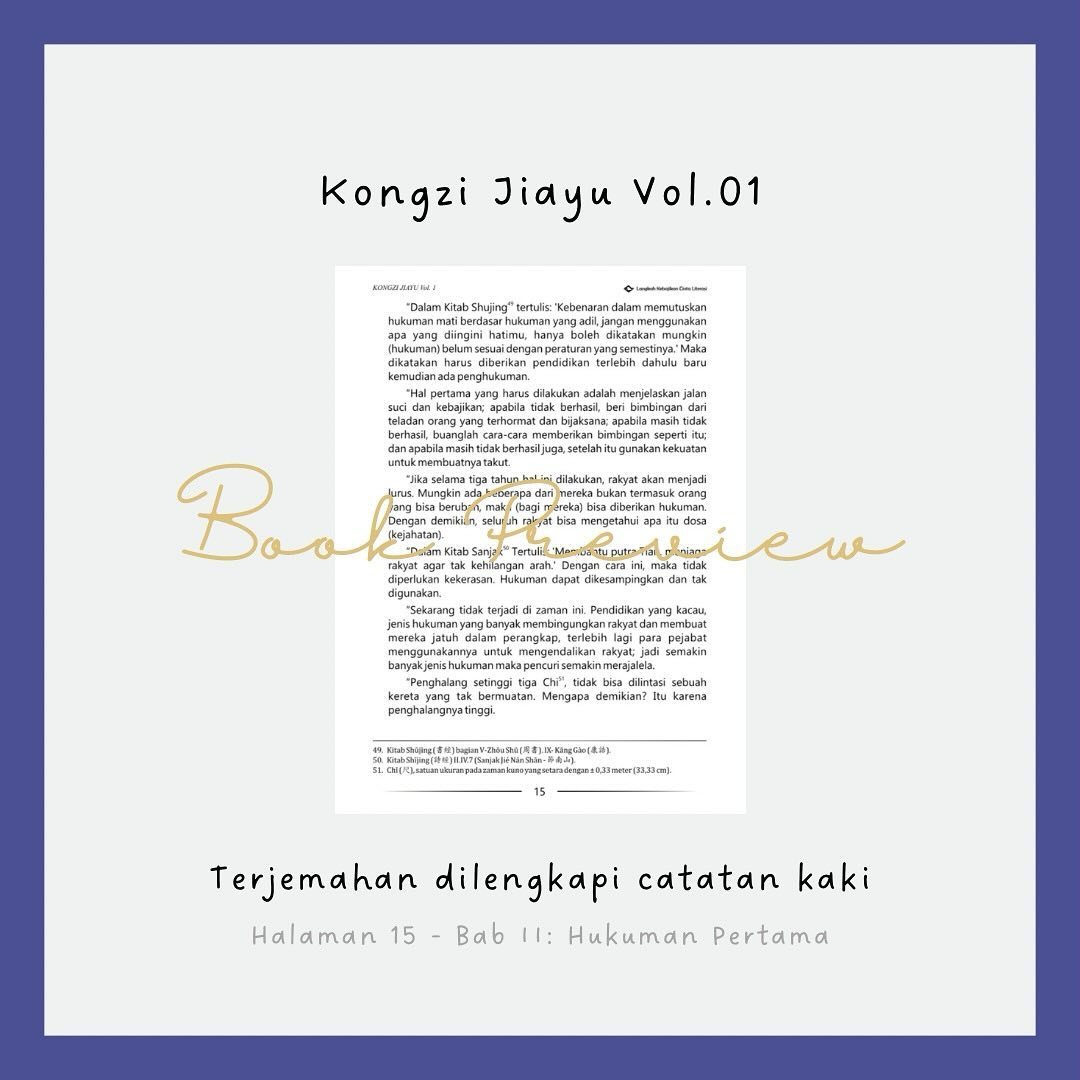 Kongzi Jiayu Vol.01
KONGZI JIAYU Vol. 1
Langkah Kebajikan Cinta Literasi
"Dalam Kitab Shujing⁴⁹ tertulis: 'Kebenaran dalam memutuskan
hukuman mati berdasar hukuman yang adil, jangan menggunakan
apa yang diingini hatimu, hanya boleh dikatakan mungkin
(hukuman) belum sesuai dengan peraturan yang semestinya.' Maka
dikatakan harus diberikan pendidikan terlebih dahulu baru
kemudian ada penghukuman.
"Hal pertama yang harus dilakukan adalah menjelaskan jalan
suci dan kebajikan; apabila tidak berhasil, beri bimbingan dari
teladan orang yang terhormat dan bijaksana; apabila masih tidak
berhasil, buanglah cara-cara memberikan bimbingan seperti itu;
dan apabila masih tidak berhasil juga, setelah itu gunakan kekuatan
untuk membuatnya takut.
"Jika selama tiga tahun hal ini dilakukan, rakyat akan menjadi
lurus. Mungkin ada beberapa dari mereka bukan termasuk orang
yang bisa berubah, maka (bagi mereka) bisa diberikan hukuman.
Dengan demikian, seluruh rakyat bisa mengetahui apa itu dosa
(kejahatan).
Book Preview
"Dalam Kitab Sanjak⁵⁰ Tertulis: 'Membantu putra Tian, menjaga
rakyat agar tak kehilangan arah.' Dengan cara ini, maka tidak
diperlukan kekerasan. Hukuman dapat dikesampingkan dan tak
digunakan.
"Sekarang tidak terjadi di zaman ini. Pendidikan yang kacau,
jenis hukuman yang banyak membingungkan rakyat dan membuat
mereka jatuh dalam perangkap, terlebih lagi para pejabat
menggunakannya untuk mengendalikan rakyat; jadi semakin
banyak jenis hukuman maka pencuri semakin merajalela.
"Penghalang setinggi tiga Chi⁵¹, tidak bisa dilintasi sebuah
kereta yang tak bermuatan. Mengapa demikian? Itu karena
penghalangnya tinggi.
49. Kitab Shūjīng (書經) bagian V-Zhōu Shū (周書). IX- Kāng Gào (康誥).
50. Kitab Shījīng (詩經) II.IV.7 (Sanjak Jié Nán Shān - 節南山).
51. Chǐ (尺), satuan ukuran pada zaman kuno yang setara dengan ± 0,33 meter (33,33 cm).
15
Terjemahan dilengkapi catatan kaki
Halaman 15 - Bab II: Hukuman Pertama